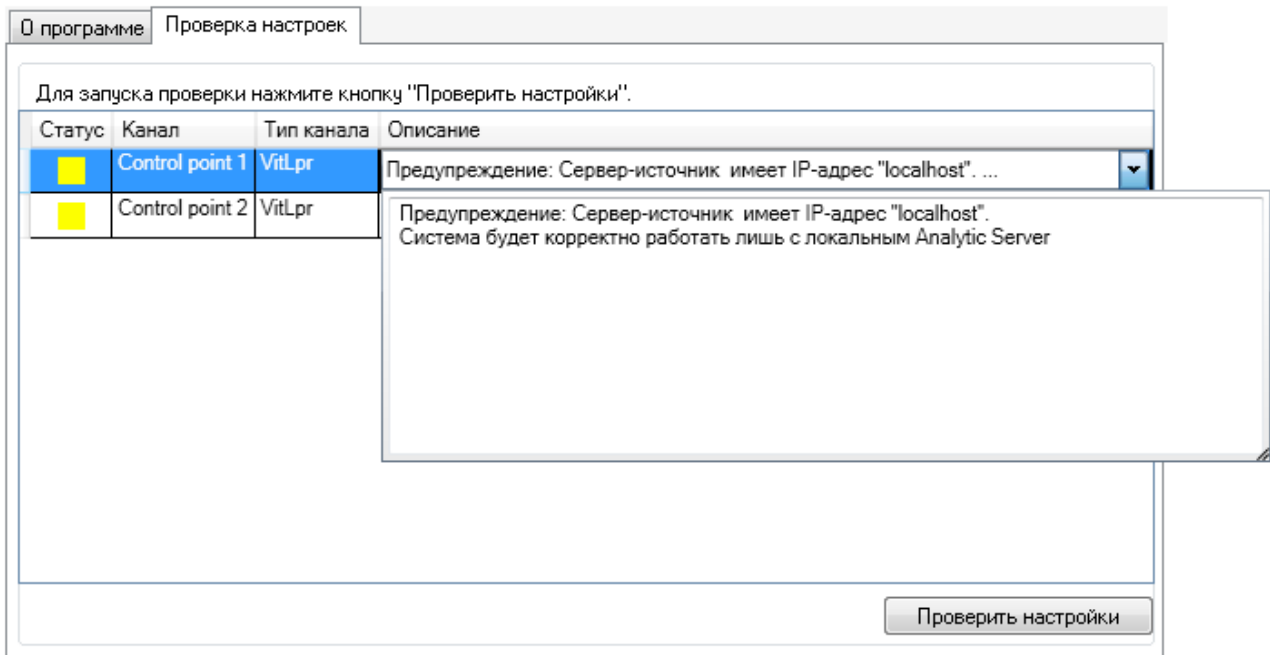 О программе Проверка настроек
Для запуска проверки нажмите кнопку "Проверить настройки".
Статус Канал Тип канала Описание
Control point 1 VitLpr Предупреждение: Сервер-источник имеет IP-адрес "localhost". ...
Control point 2 VitLpr
Предупреждение: Сервер-источник имеет IP-адрес "localhost".
Система будет корректно работать лишь с локальным Analytic Server
Проверить настройки